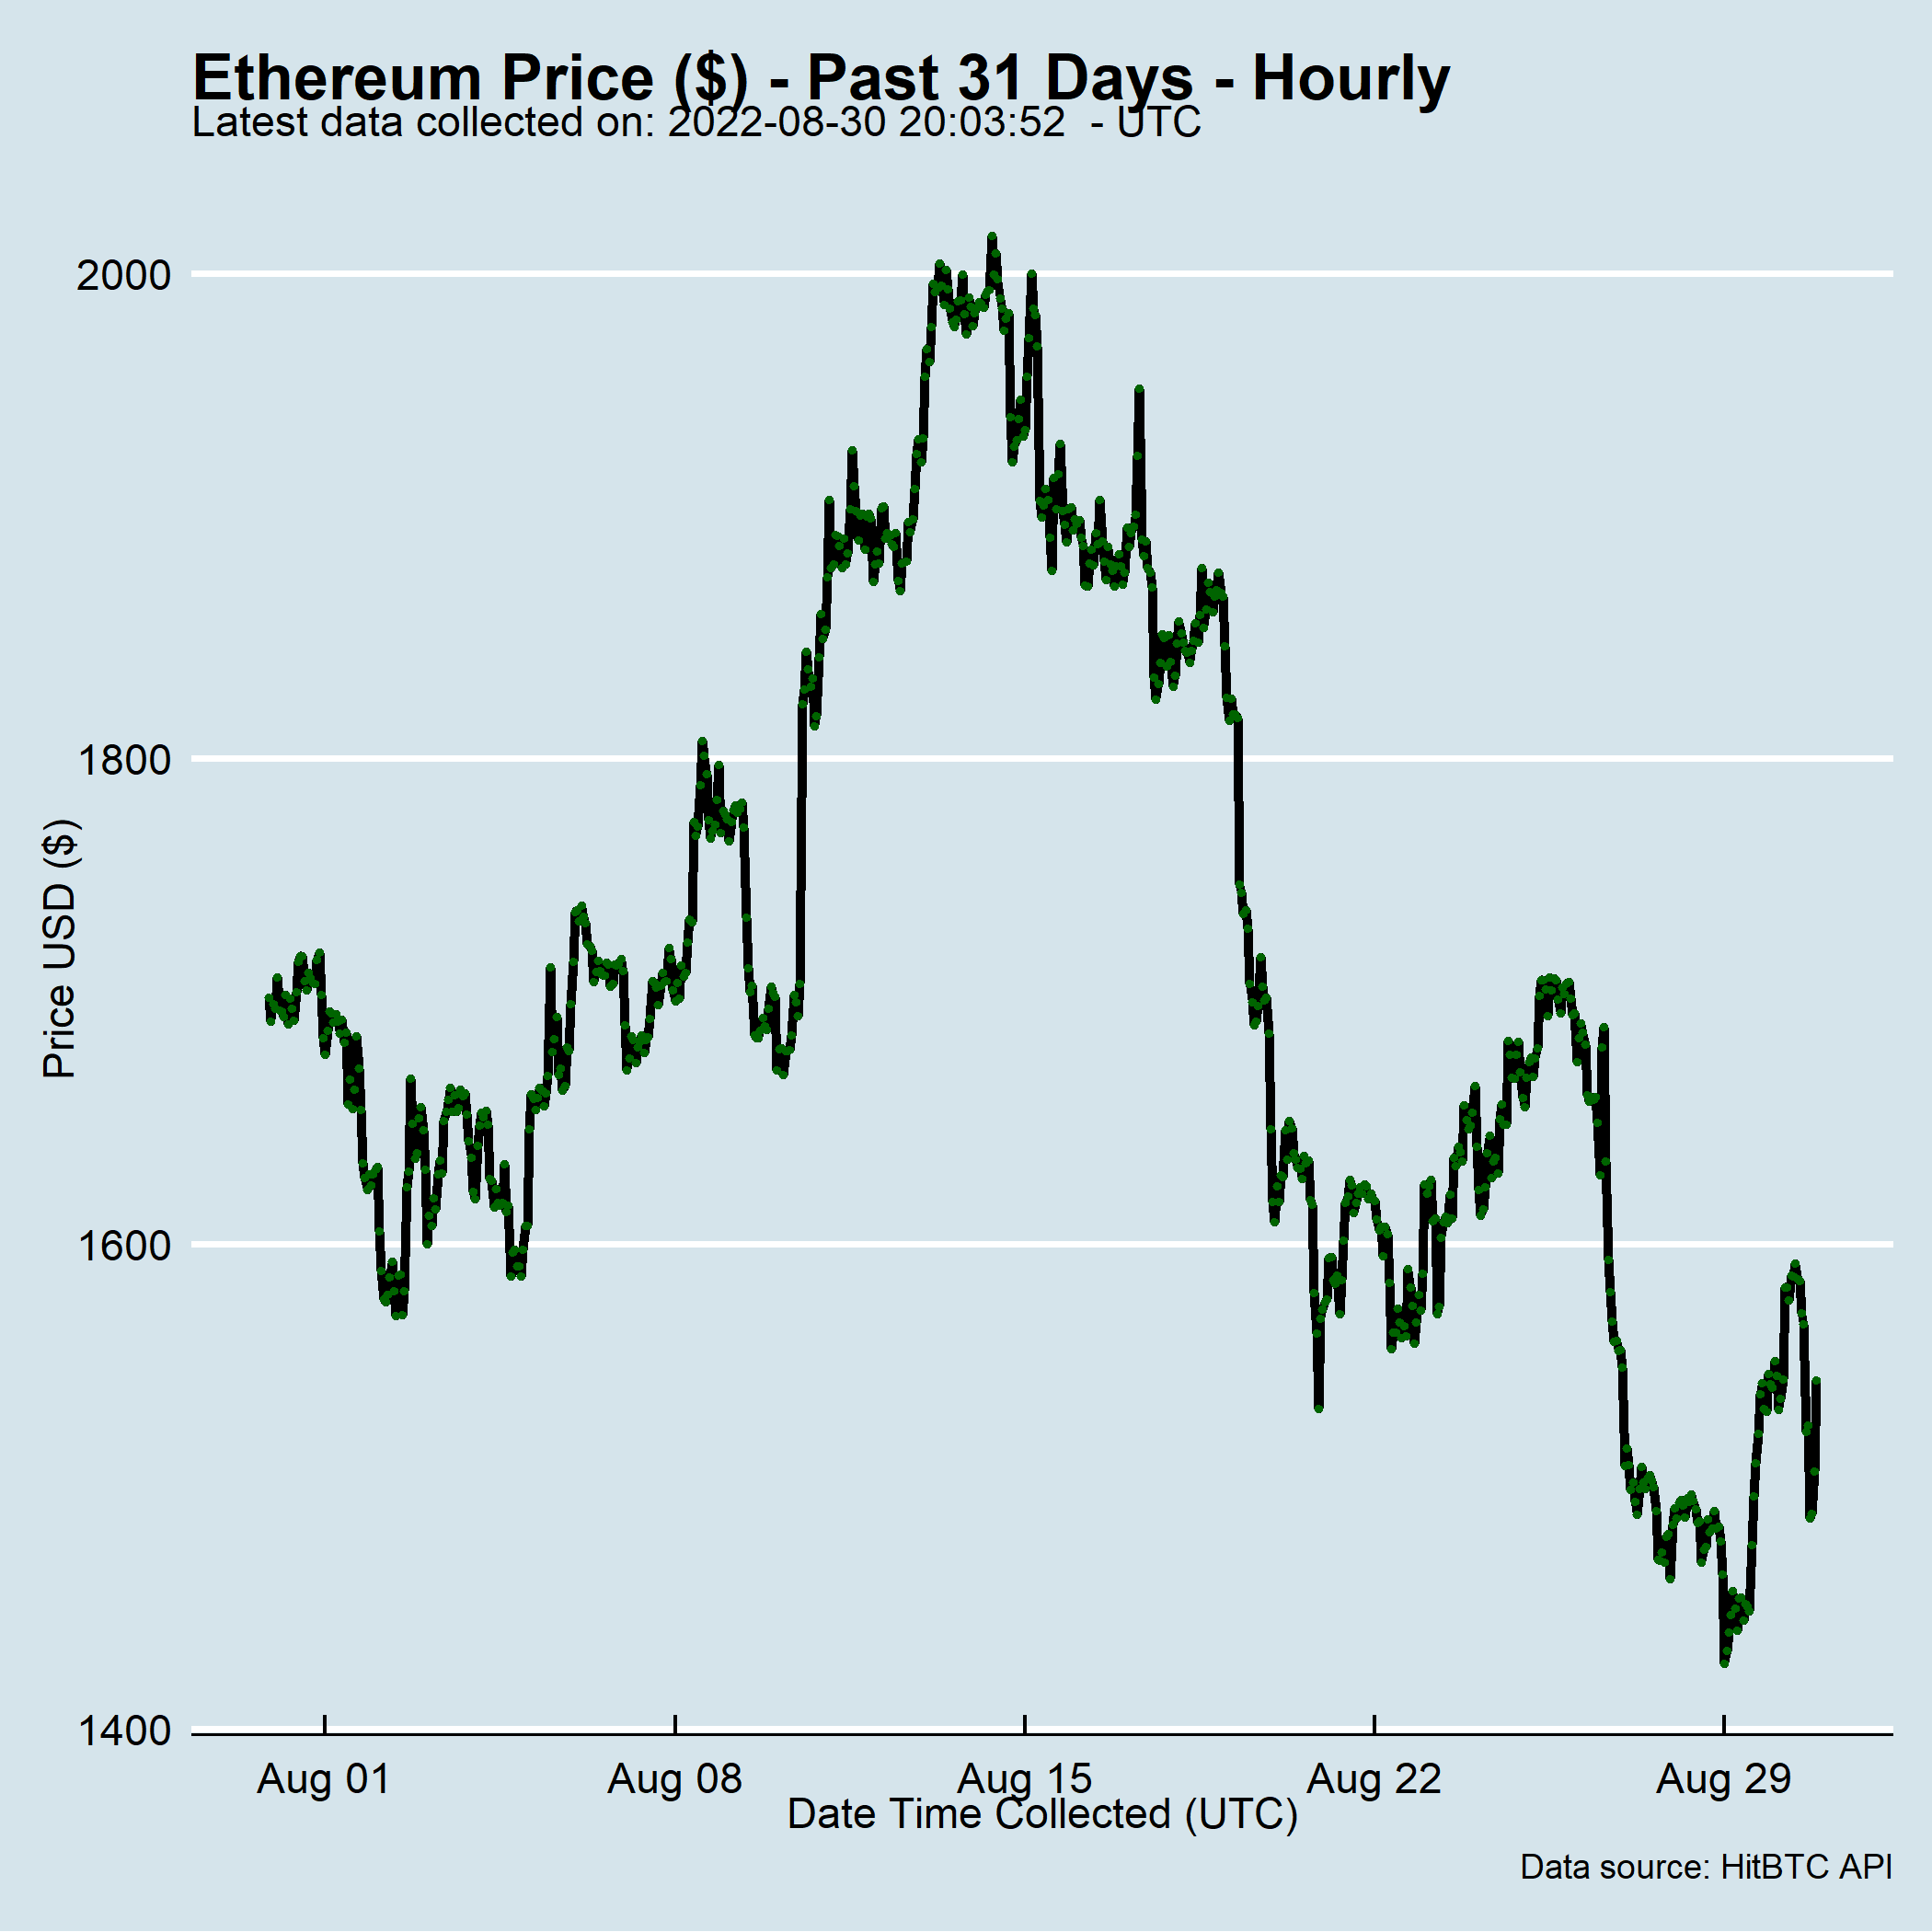 Ethereum Price ($) - Past 31 Days - Hourly
Latest data collected on: 2022-08-30 20:03:52  - UTC
2000
1800
1600
1400
Price USD ($)
Aug 01 Aug 08 Aug 15 Aug 22 Aug 29
Date Time Collected (UTC)
Data source: HitBTC API